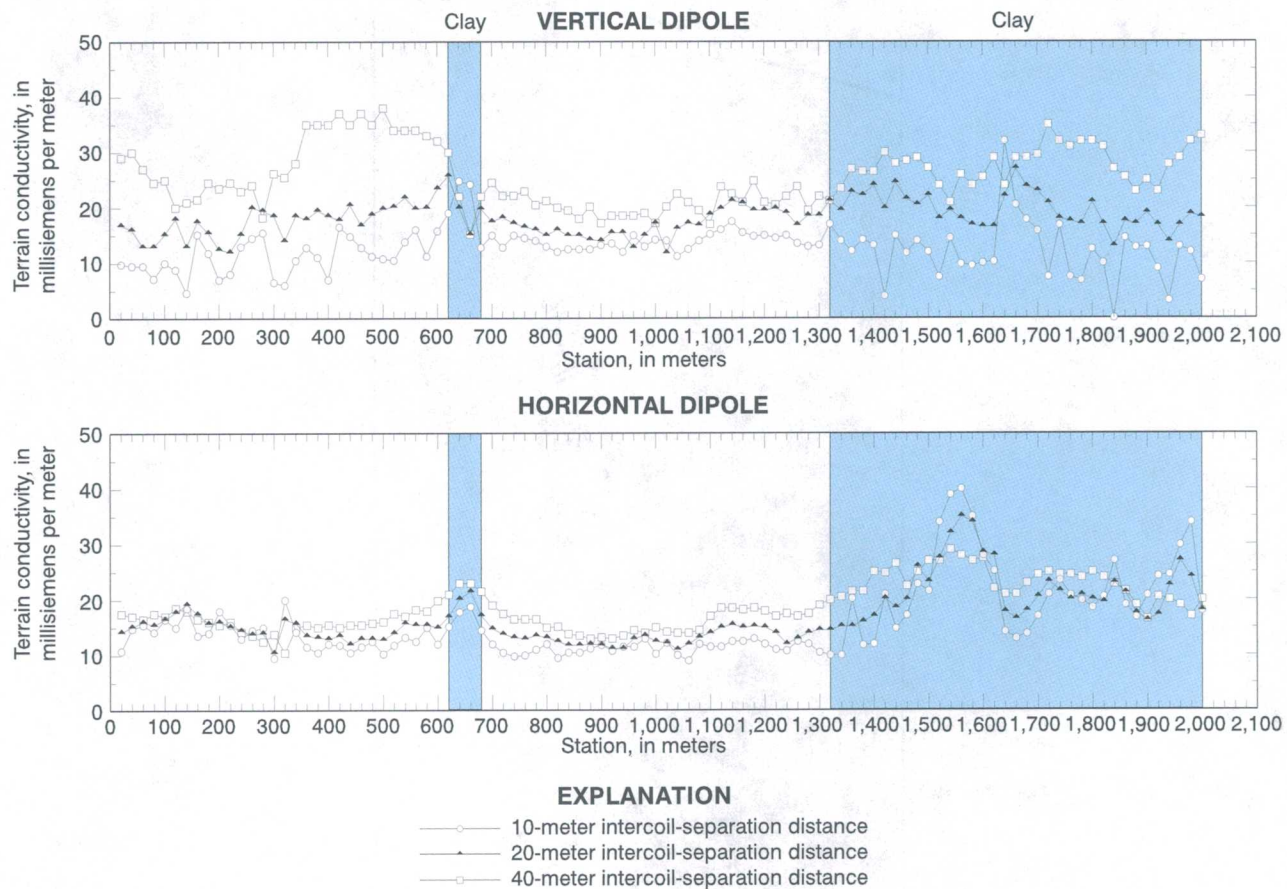 Clay VERTICAL DIPOLE Clay
50
40
30
20
10
0
Terrain conductivity, in
millisiemens per meter
0 100 200 300 400 500 600 700 800 900 1,000 1,100 1,200 1,300 1,400 1,500 1,600 1,700 1,800 1,900 2,000 2,100
Station, in meters
HORIZONTAL DIPOLE
50
40
30
20
10
0
Terrain conductivity, in
millisiemens per meter
0 100 200 300 400 500 600 700 800 900 1,000 1,100 1,200 1,300 1,400 1,500 1,600 1,700 1,800 1,900 2,000 2,100
Station, in meters
EXPLANATION
10-meter intercoil-separation distance
20-meter intercoil-separation distance
40-meter intercoil-separation distance